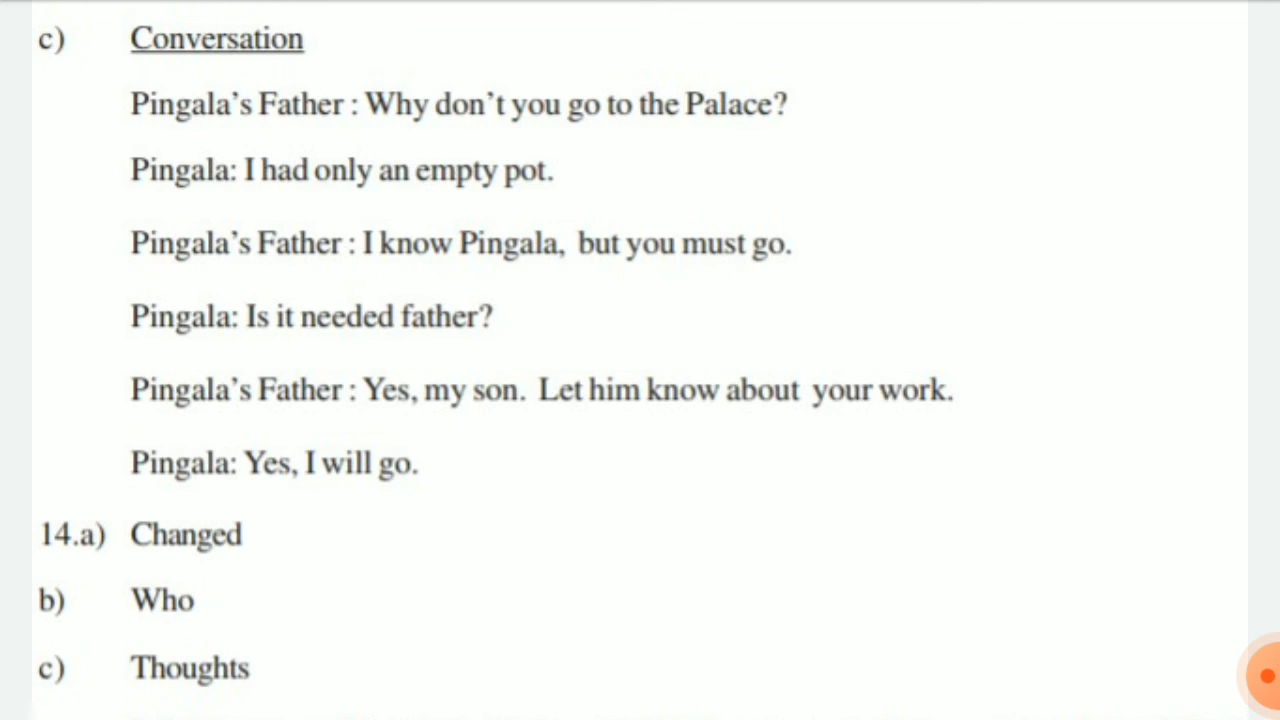 c) Conversation
Pingala’s Father : Why don’t you go to the Palace?
Pingala: I had only an empty pot.
Pingala’s Father : I know Pingala, but you must go.
Pingala: Is it needed father?
Pingala’s Father : Yes, my son. Let him know about your work.
Pingala: Yes, I will go.
14.a) Changed
b) Who
c) Thoughts